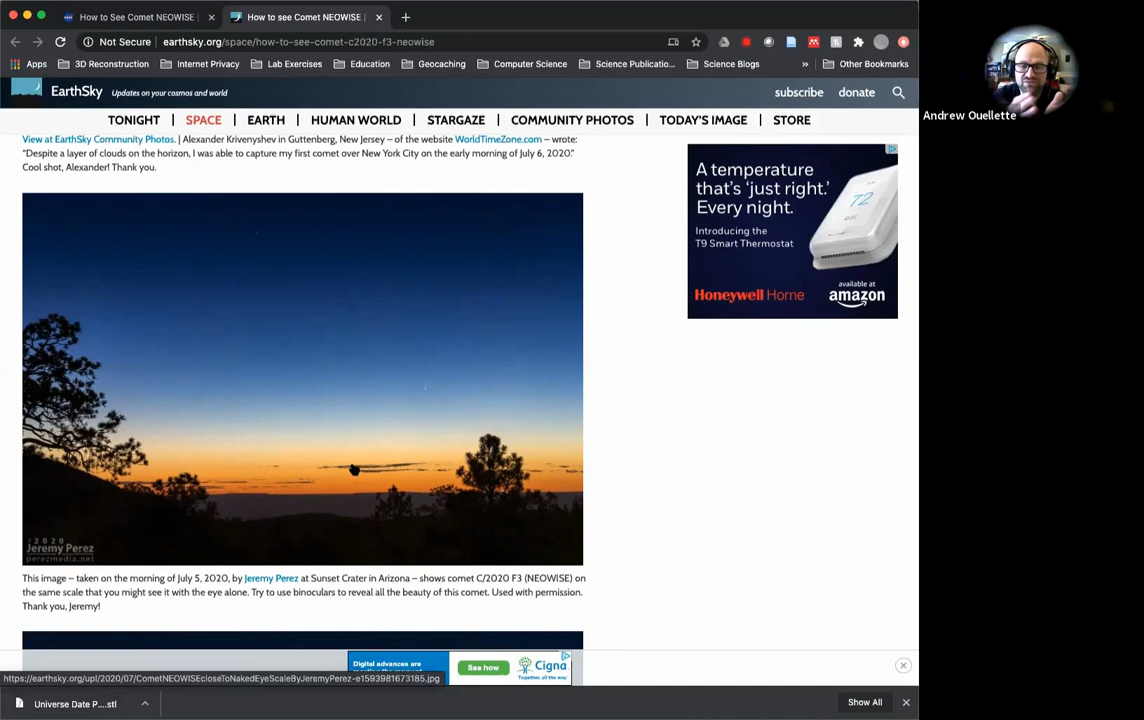 How to See Comet NEOWISE |
How to see Comet NEOWISE |
Not Secure
earthsky.org/space/how-to-see-comet-c2020-f3-neowise
Apps
3D Reconstruction
Internet Privacy
Lab Exercises
Education
Geocaching
Computer Science
Science Publicatio...
Science Blogs
»
Other Bookmarks
EarthSky
Updates on your cosmos and world
subscribe
donate
TONIGHT | SPACE | EARTH | HUMAN WORLD | STARGAZE | COMMUNITY PHOTOS | TODAY'S IMAGE | STORE
View at EarthSky Community Photos. | Alexander Krivenyshev in Guttenberg, New Jersey – of the website WorldTimeZone.com – wrote:
“Despite a layer of clouds on the horizon, I was able to capture my first comet over New York City on the early morning of July 6, 2020.”
Cool shot, Alexander! Thank you.
A temperature
that's 'just right.'
Every night.
72
Introducing the
T9 Smart Thermostat
Honeywell Home
available at
amazon
© 2020
Jeremy Perez
perezmedia.net
This image – taken on the morning of July 5, 2020, by Jeremy Perez at Sunset Crater in Arizona – shows comet C/2020 F3 (NEOWISE) on
the same scale that you might see it with the eye alone. Try to use binoculars to reveal all the beauty of this comet. Used with permission.
Thank you, Jeremy!
Digital advances are
See how
Cigna
Together, all the way.
https://earthsky.org/upl/2020/07/CometNEOWISEcloseToNakedEyeScaleByJeremyPerez-e1593981673185.jpg
Universe Date P....stl
Show All
Andrew Ouellette